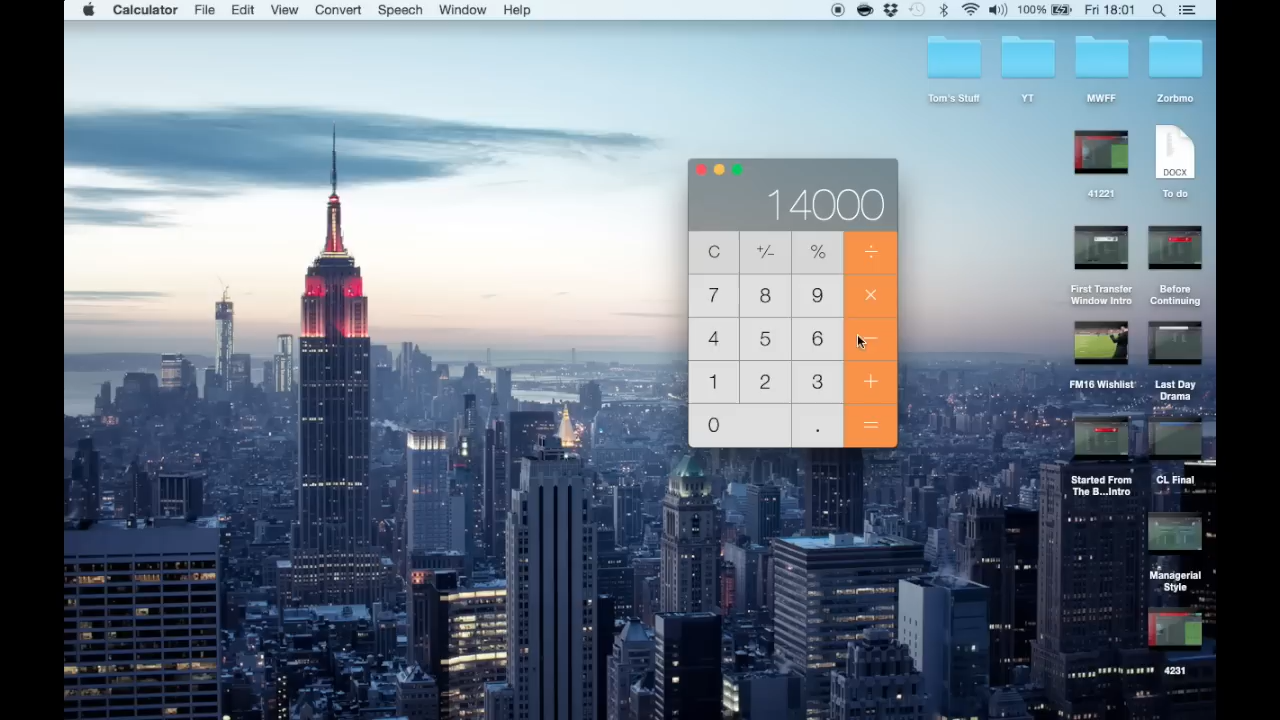 Calculator File Edit View Convert Speech Window Help 100% Fri 18:01
Tom's Stuff YT MWFF Zorbmo
14000
C +/- % ÷
7 8 9 ×
4 5 6 −
1 2 3 +
0 . =
DOCX
41221 To do
First Transfer Window Intro
Before Continuing
FM16 Wishlist
Last Day Drama
Started From The B...Intro
CL Final
Managerial Style
4231